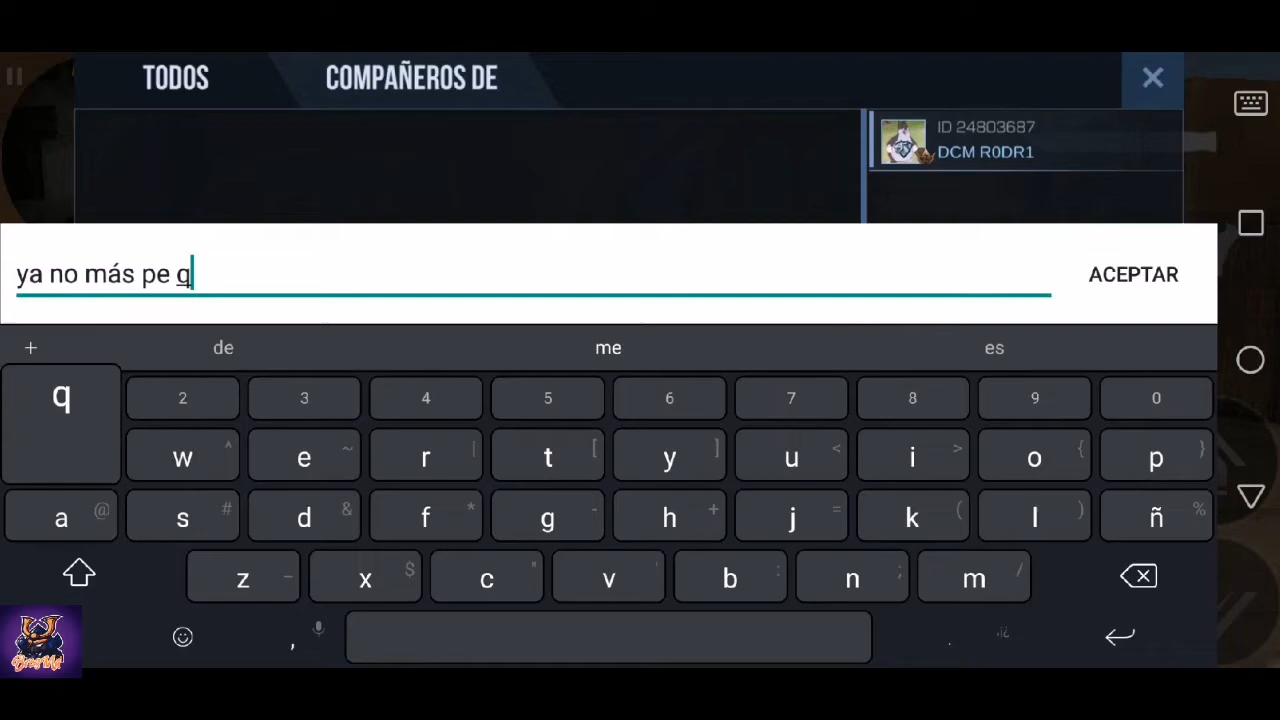 TODOS COMPAÑEROS DE
ID 24803687
DCM R0DR1
ya no más pe q
ACEPTAR
+ de me es
q 2 3 4 5 6 7 8 9 0
w ^ e ~ r | t [ y ] u < i > o { p }
a @ s # d & f * g - h + j = k ( l ) ñ %
z _ x $ c " v ' b : n ; m /
, . ¡¿